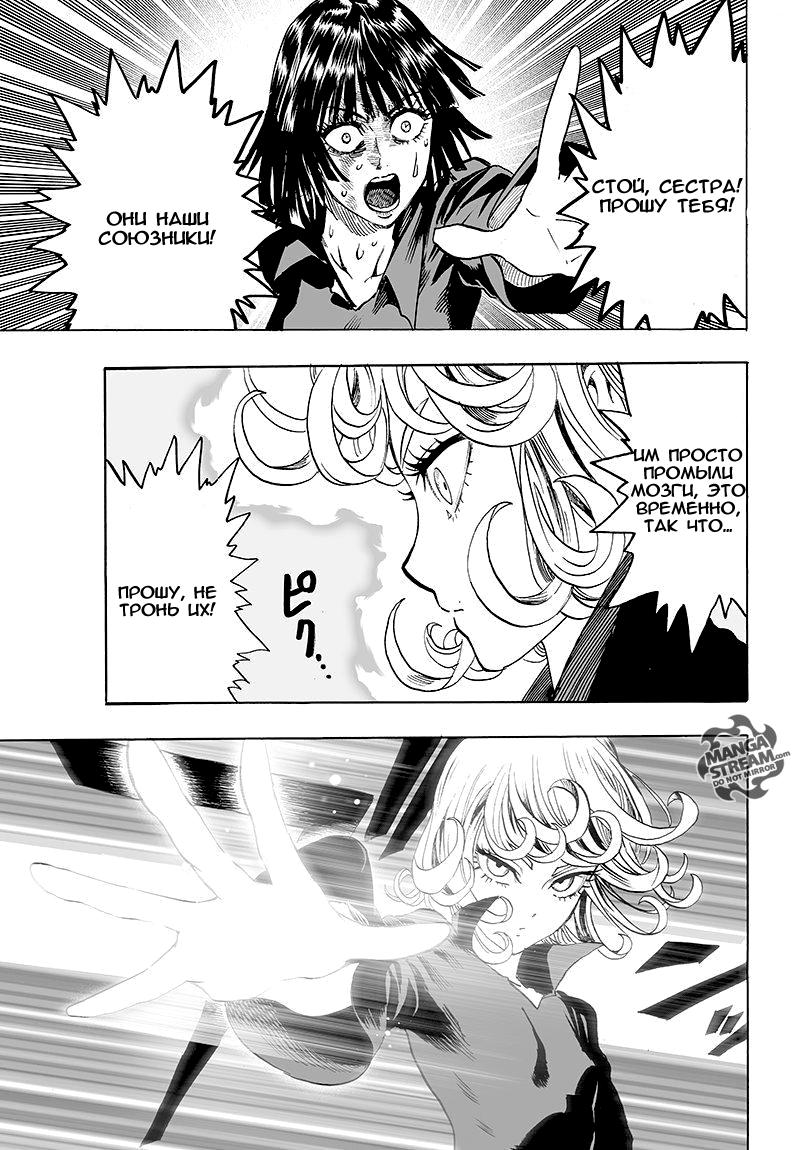 СТОЙ, СЕСТРА!
ПРОШУ ТЕБЯ!
ОНИ НАШИ
СОЮЗНИКИ!
ИМ ПРОСТО
ПРОМЫЛИ
МОЗГИ, ЭТО
ВРЕМЕННО,
ТАК ЧТО...
ПРОШУ, НЕ
ТРОНЬ ИХ!
ピク...
MANGA
STREAM.com
DO NOT MIRROR